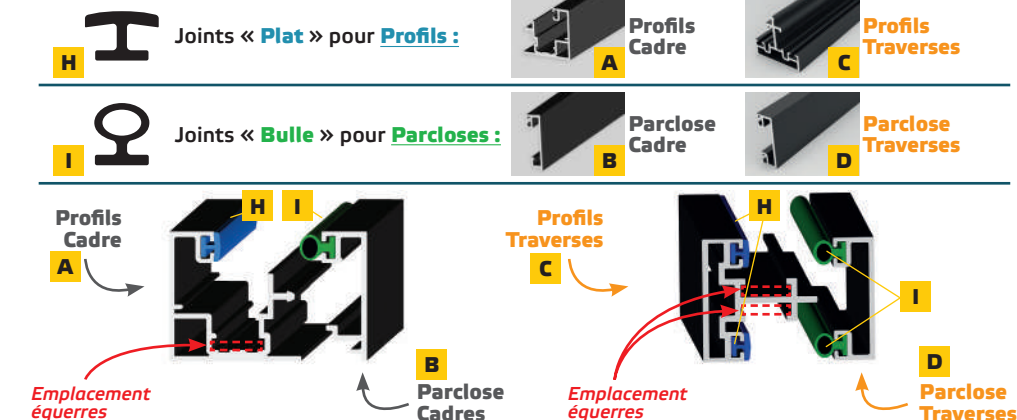 H
Joints « Plat » pour Profils :
A
Profils
Cadre
C
Profils
Traverses
I
Joints « Bulle » pour Parcloses :
B
Parclose
Cadre
D
Parclose
Traverses
Profils
Cadre
A
H
I
Emplacement
équerres
B
Parclose
Cadres
Profils
Traverses
C
H
I
Emplacement
équerres
D
Parclose
Traverses